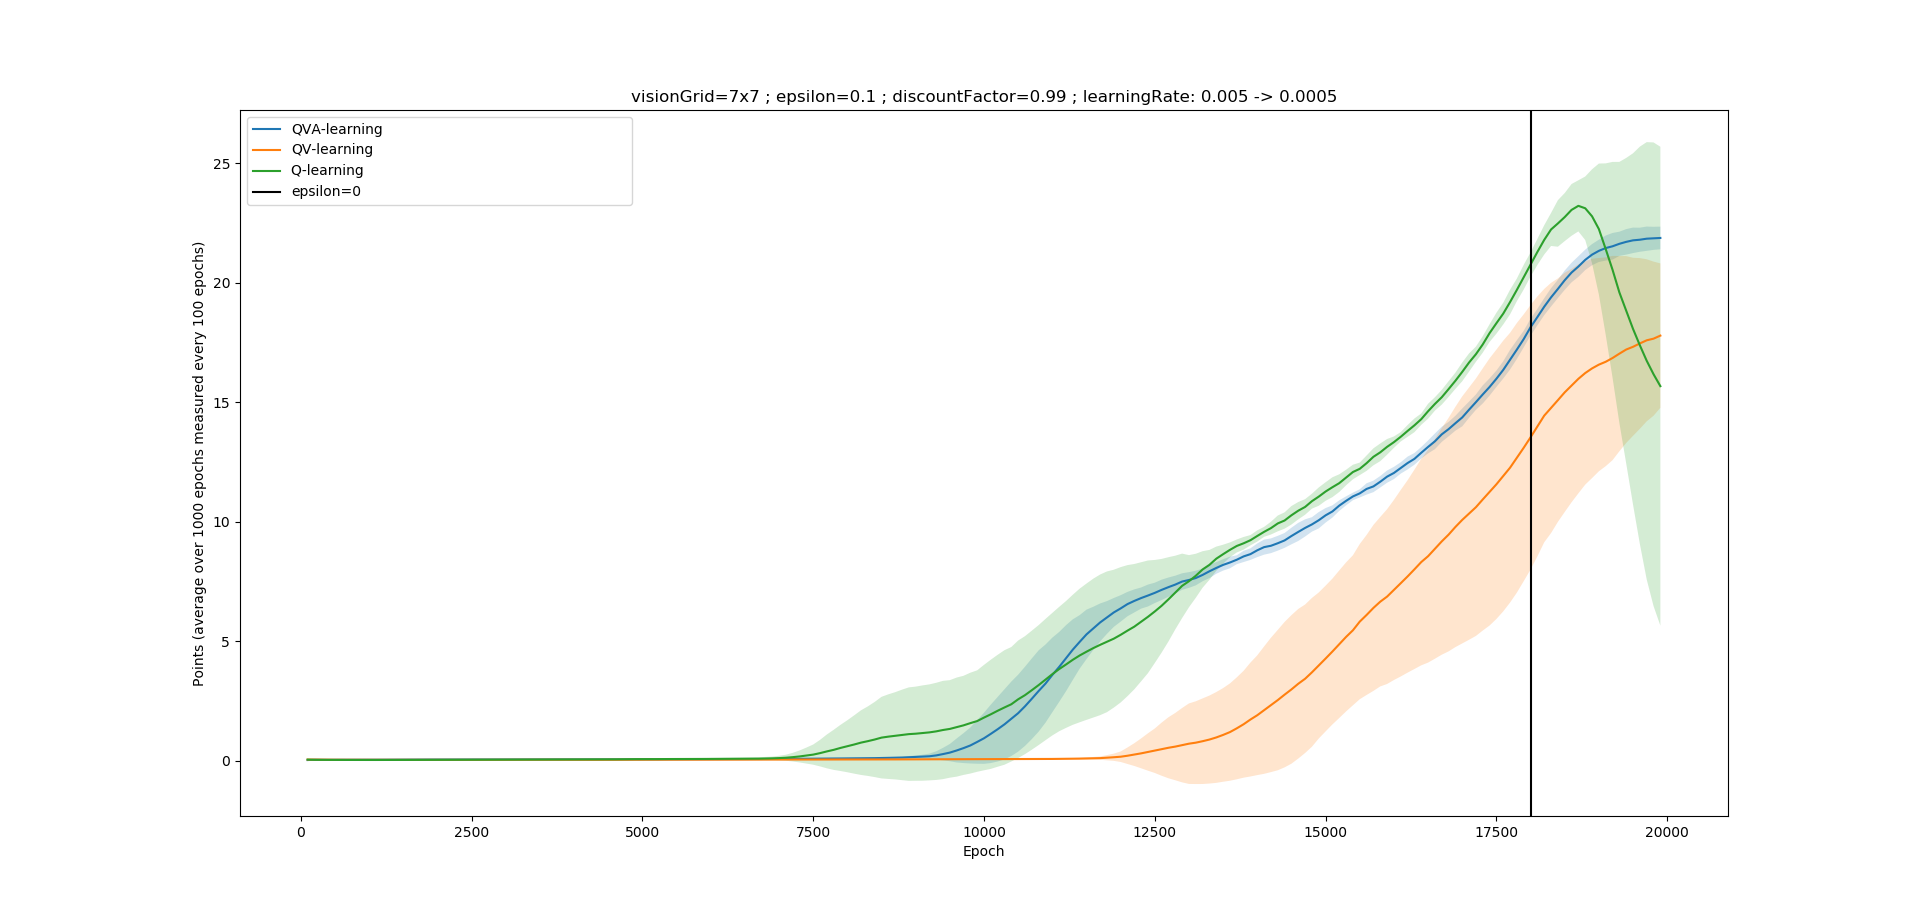 visionGrid=7x7 ; epsilon=0.1 ; discountFactor=0.99 ; learningRate: 0.005 -> 0.0005
QVA-learning
QV-learning
Q-learning
epsilon=0
Points (average over 1000 epochs measured every 100 epochs)
25
20
15
10
5
0
0 2500 5000 7500 10000 12500 15000 17500 20000
Epoch